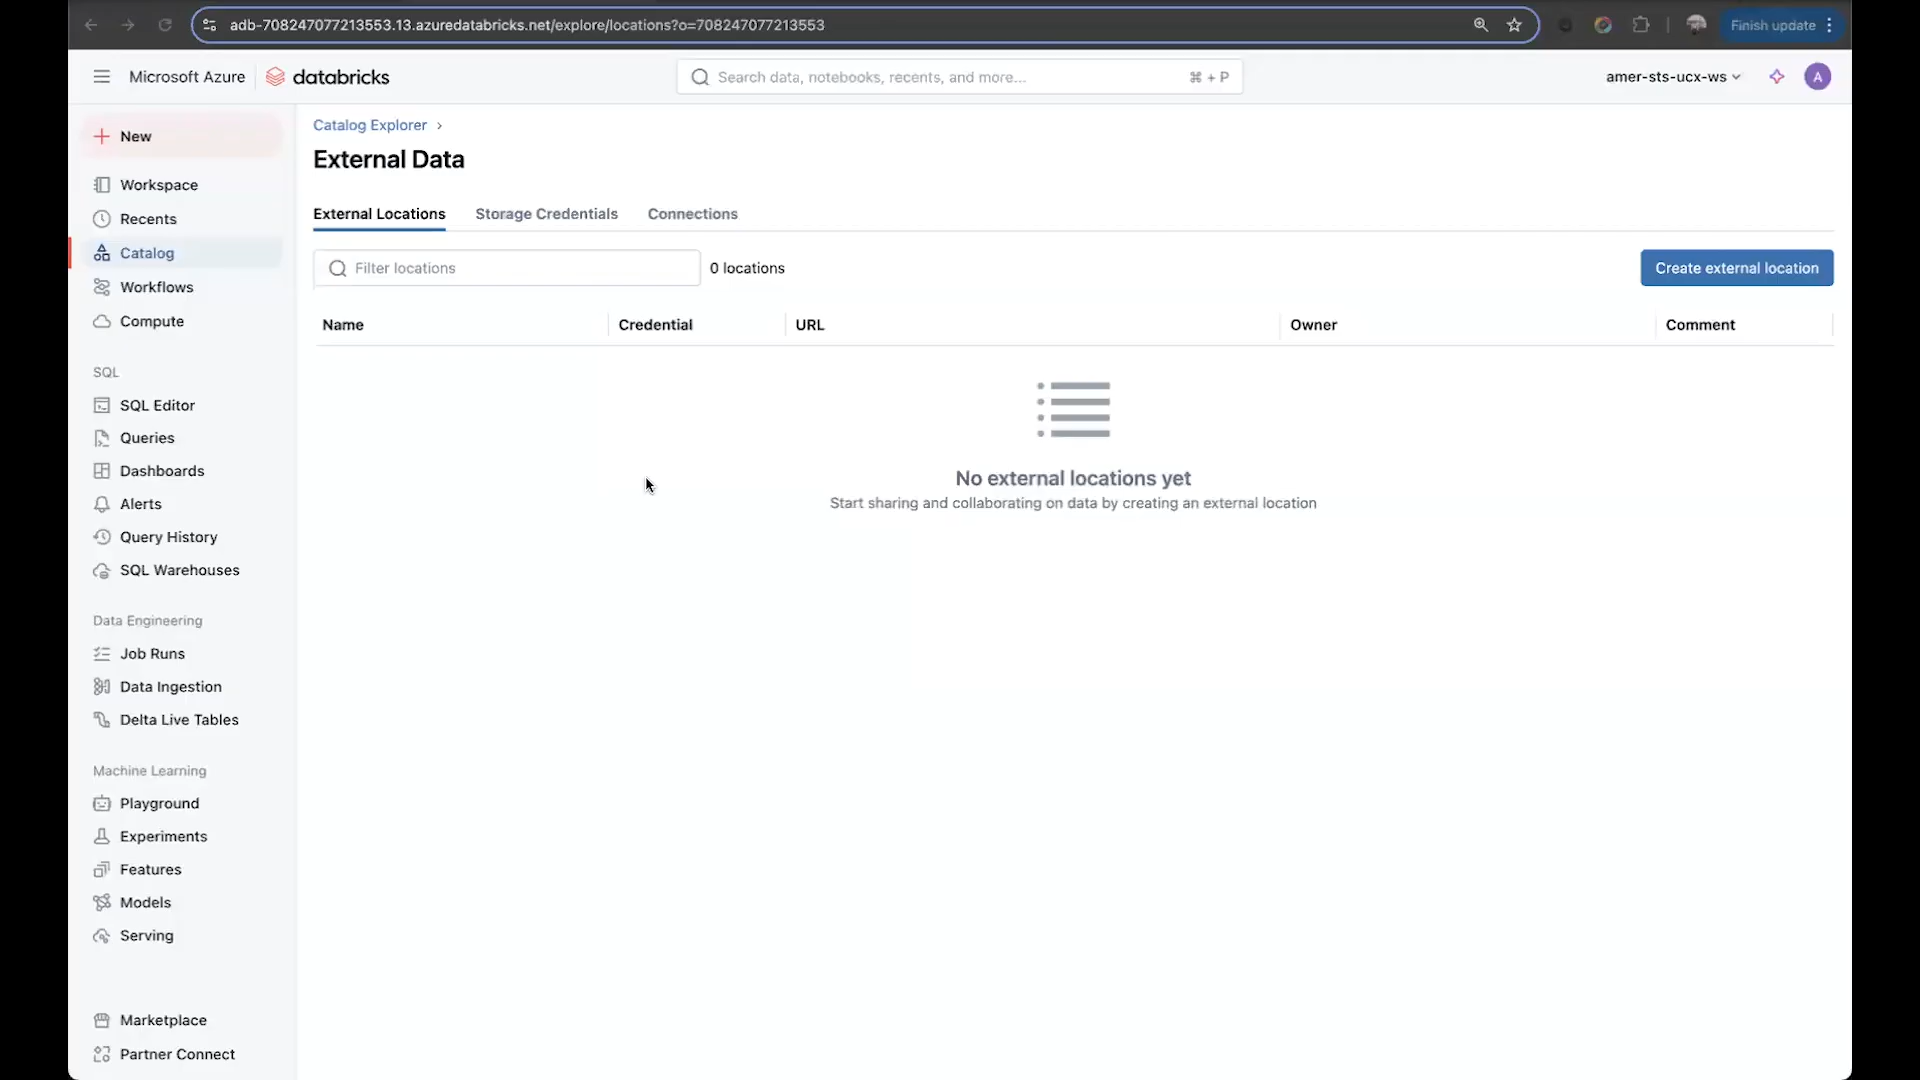 adb-708247077213553.13.azuredatabricks.net/explore/locations?o=708247077213553
Finish update
Microsoft Azure
databricks
Search data, notebooks, recents, and more...
⌘ + P
amer-sts-ucx-ws
A
New
Workspace
Recents
Catalog
Workflows
Compute
SQL
SQL Editor
Queries
Dashboards
Alerts
Query History
SQL Warehouses
Data Engineering
Job Runs
Data Ingestion
Delta Live Tables
Machine Learning
Playground
Experiments
Features
Models
Serving
Marketplace
Partner Connect
Catalog Explorer ›
External Data
External Locations Storage Credentials Connections
Filter locations
0 locations
Create external location
Name Credential URL Owner Comment
No external locations yet
Start sharing and collaborating on data by creating an external location